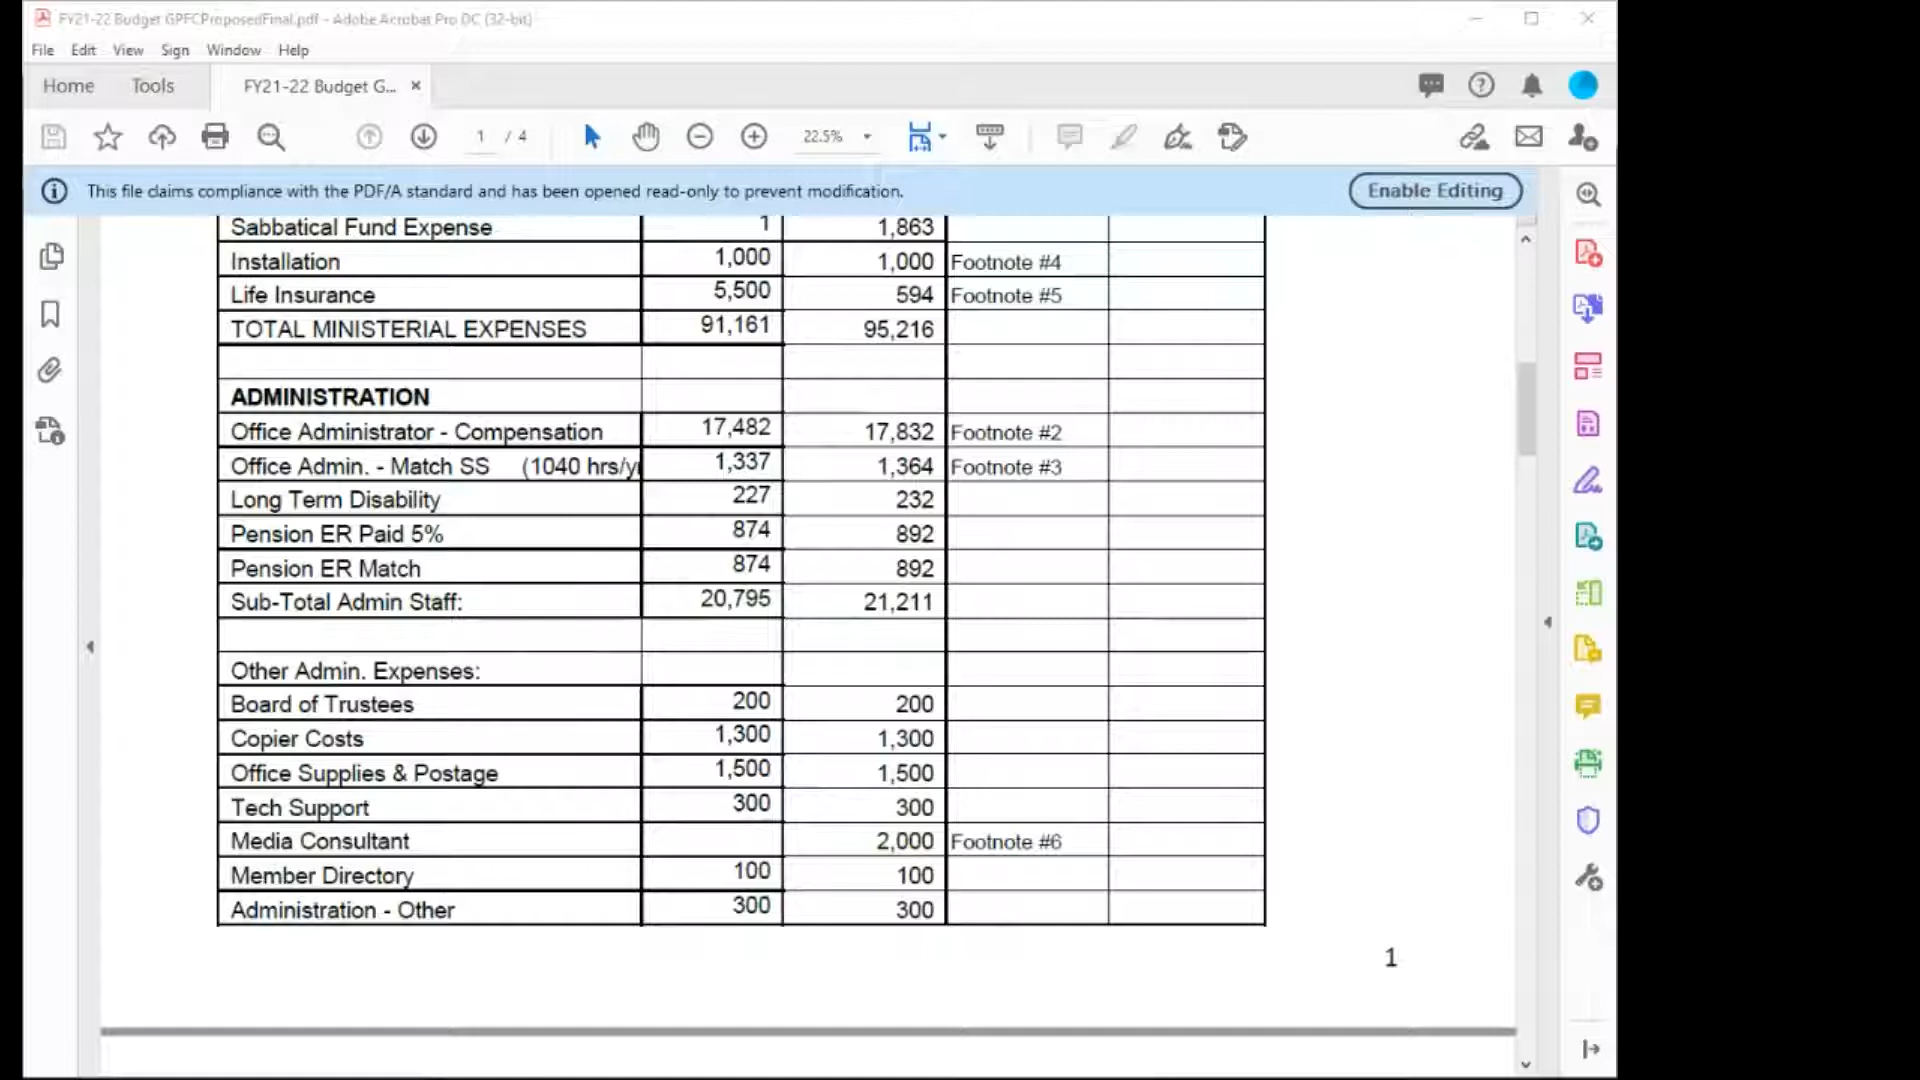 FY21-22 Budget GPFCProposedFinal.pdf - Adobe Acrobat Pro DC (32-bit)
File Edit View Sign Window Help
Home Tools FY21-22 Budget G... ×
1 / 4 22.5%
This file claims compliance with the PDF/A standard and has been opened read-only to prevent modification. Enable Editing
Sabbatical Fund Expense 1 1,863
Installation 1,000 1,000 Footnote #4
Life Insurance 5,500 594 Footnote #5
TOTAL MINISTERIAL EXPENSES 91,161 95,216
ADMINISTRATION
Office Administrator - Compensation 17,482 17,832 Footnote #2
Office Admin. - Match SS (1040 hrs/yr 1,337 1,364 Footnote #3
Long Term Disability 227 232
Pension ER Paid 5% 874 892
Pension ER Match 874 892
Sub-Total Admin Staff: 20,795 21,211
Other Admin. Expenses:
Board of Trustees 200 200
Copier Costs 1,300 1,300
Office Supplies & Postage 1,500 1,500
Tech Support 300 300
Media Consultant 2,000 Footnote #6
Member Directory 100 100
Administration - Other 300 300
1